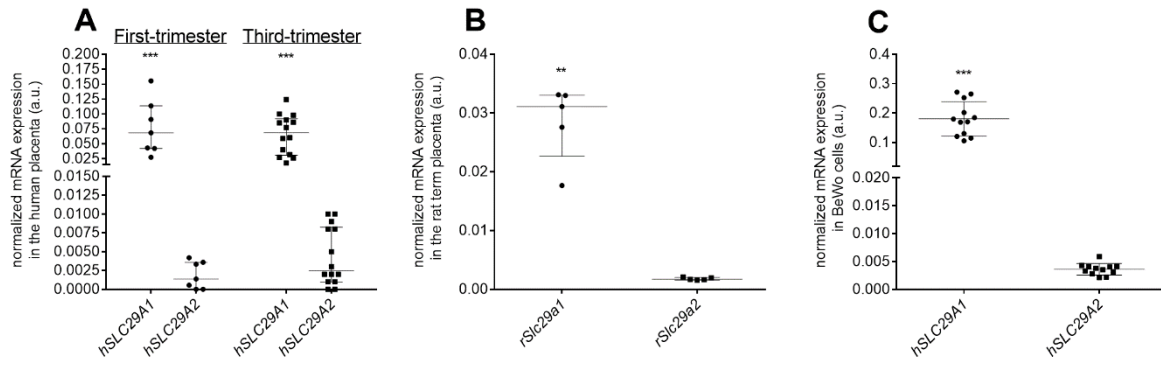 A
First-trimester
Third-trimester
normalized mRNA expression
in the human placenta (a.u.)
0.200
0.175
0.150
0.125
0.100
0.075
0.050
0.025
0.0150
0.0125
0.0100
0.0075
0.0050
0.0025
0.0000
***
***
hSLC29A1
hSLC29A2
hSLC29A1
hSLC29A2
B
normalized mRNA expression
in the rat term placenta (a.u.)
0.04
0.03
0.02
0.01
0.00
**
rSlc29a1
rSlc29a2
C
normalized mRNA expression
in BeWo cells (a.u.)
0.4
0.3
0.2
0.1
0.020
0.015
0.010
0.005
0.000
***
hSLC29A1
hSLC29A2